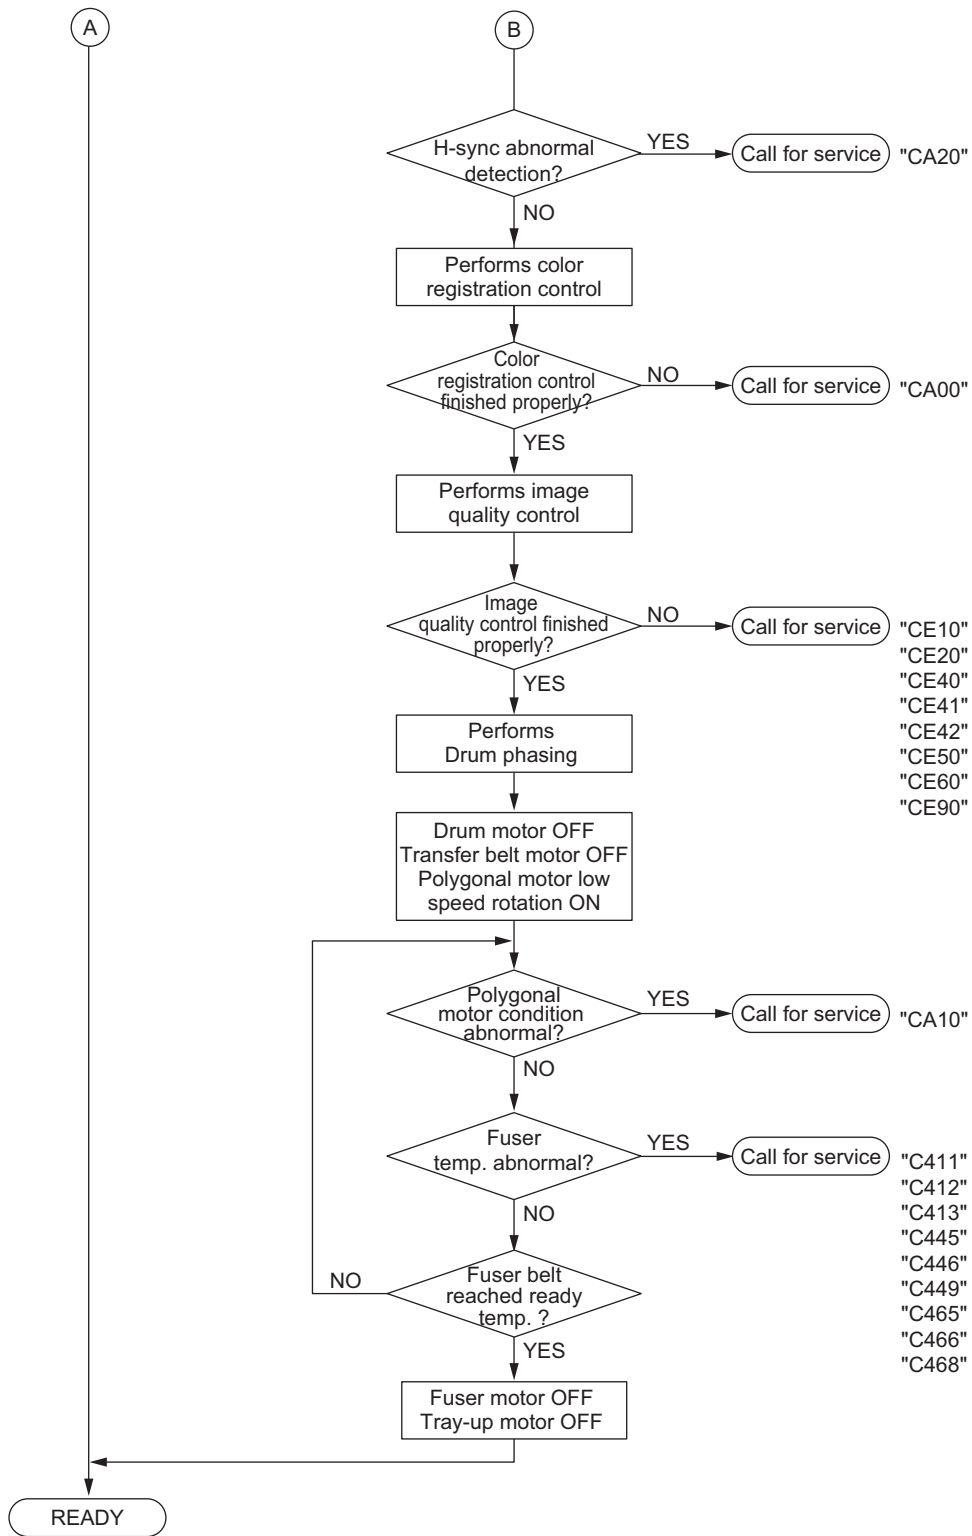 A
B
H-sync abnormal
detection?
YES
Call for service
"CA20"
NO
Performs color
registration control
Color
registration control
finished properly?
NO
Call for service
"CA00"
YES
Performs image
quality control
Image
quality control finished
properly?
NO
Call for service
"CE10"
"CE20"
"CE40"
"CE41"
"CE42"
"CE50"
"CE60"
"CE90"
YES
Performs
Drum phasing
Drum motor OFF
Transfer belt motor OFF
Polygonal motor low
speed rotation ON
Polygonal
motor condition
abnormal?
YES
Call for service
"CA10"
NO
Fuser
temp. abnormal?
YES
Call for service
"C411"
"C412"
"C413"
"C445"
"C446"
"C449"
"C465"
"C466"
"C468"
NO
Fuser belt
reached ready
temp. ?
NO
YES
Fuser motor OFF
Tray-up motor OFF
READY